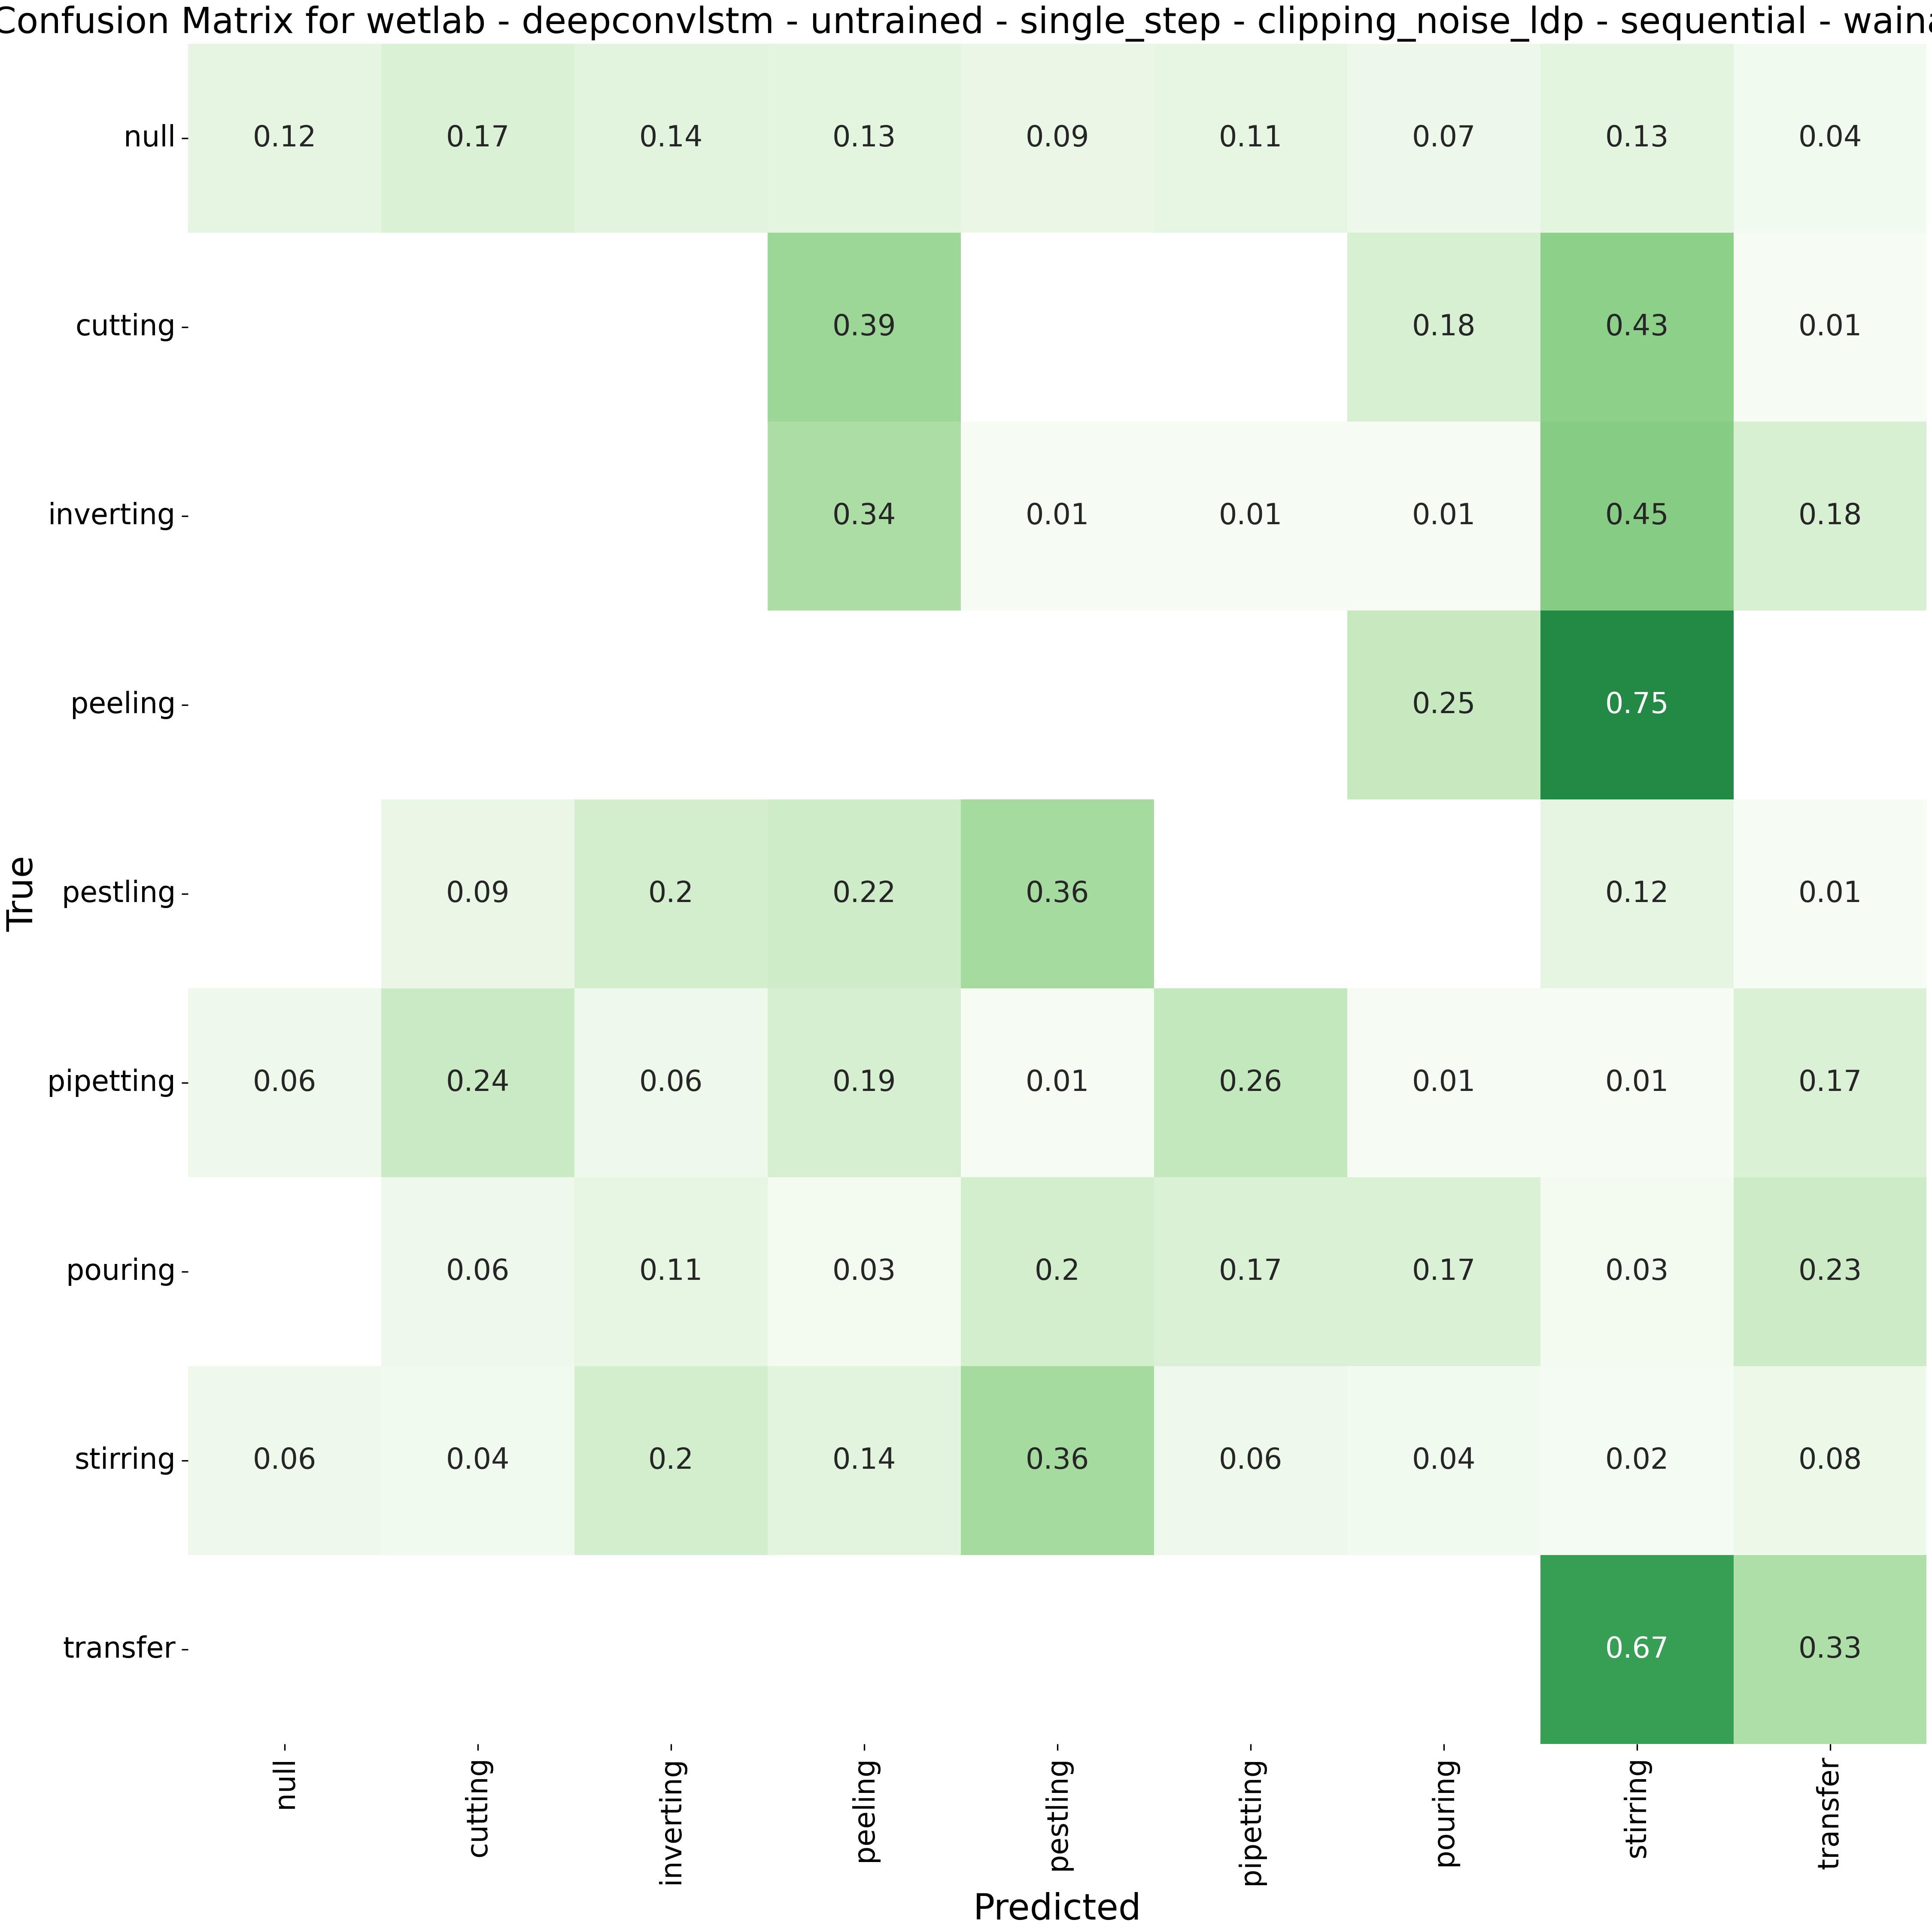 Confusion Matrix for wetlab - deepconvlstm - untrained - single_step - clipping_noise_ldp - sequential -
null 0.12 0.17 0.14 0.13 0.09 0.11 0.07 0.13 0.04
cutting 0.39 0.18 0.43 0.01
inverting 0.34 0.01 0.01 0.01 0.45 0.18
peeling 0.25 0.75
pestling 0.09 0.2 0.22 0.36 0.12 0.01
pipetting 0.06 0.24 0.06 0.19 0.01 0.26 0.01 0.01 0.17
pouring 0.06 0.11 0.03 0.2 0.17 0.17 0.03 0.23
stirring 0.06 0.04 0.2 0.14 0.36 0.06 0.04 0.02 0.08
transfer 0.67 0.33
True
null cutting inverting peeling pestling pipetting pouring stirring transfer
Predicted